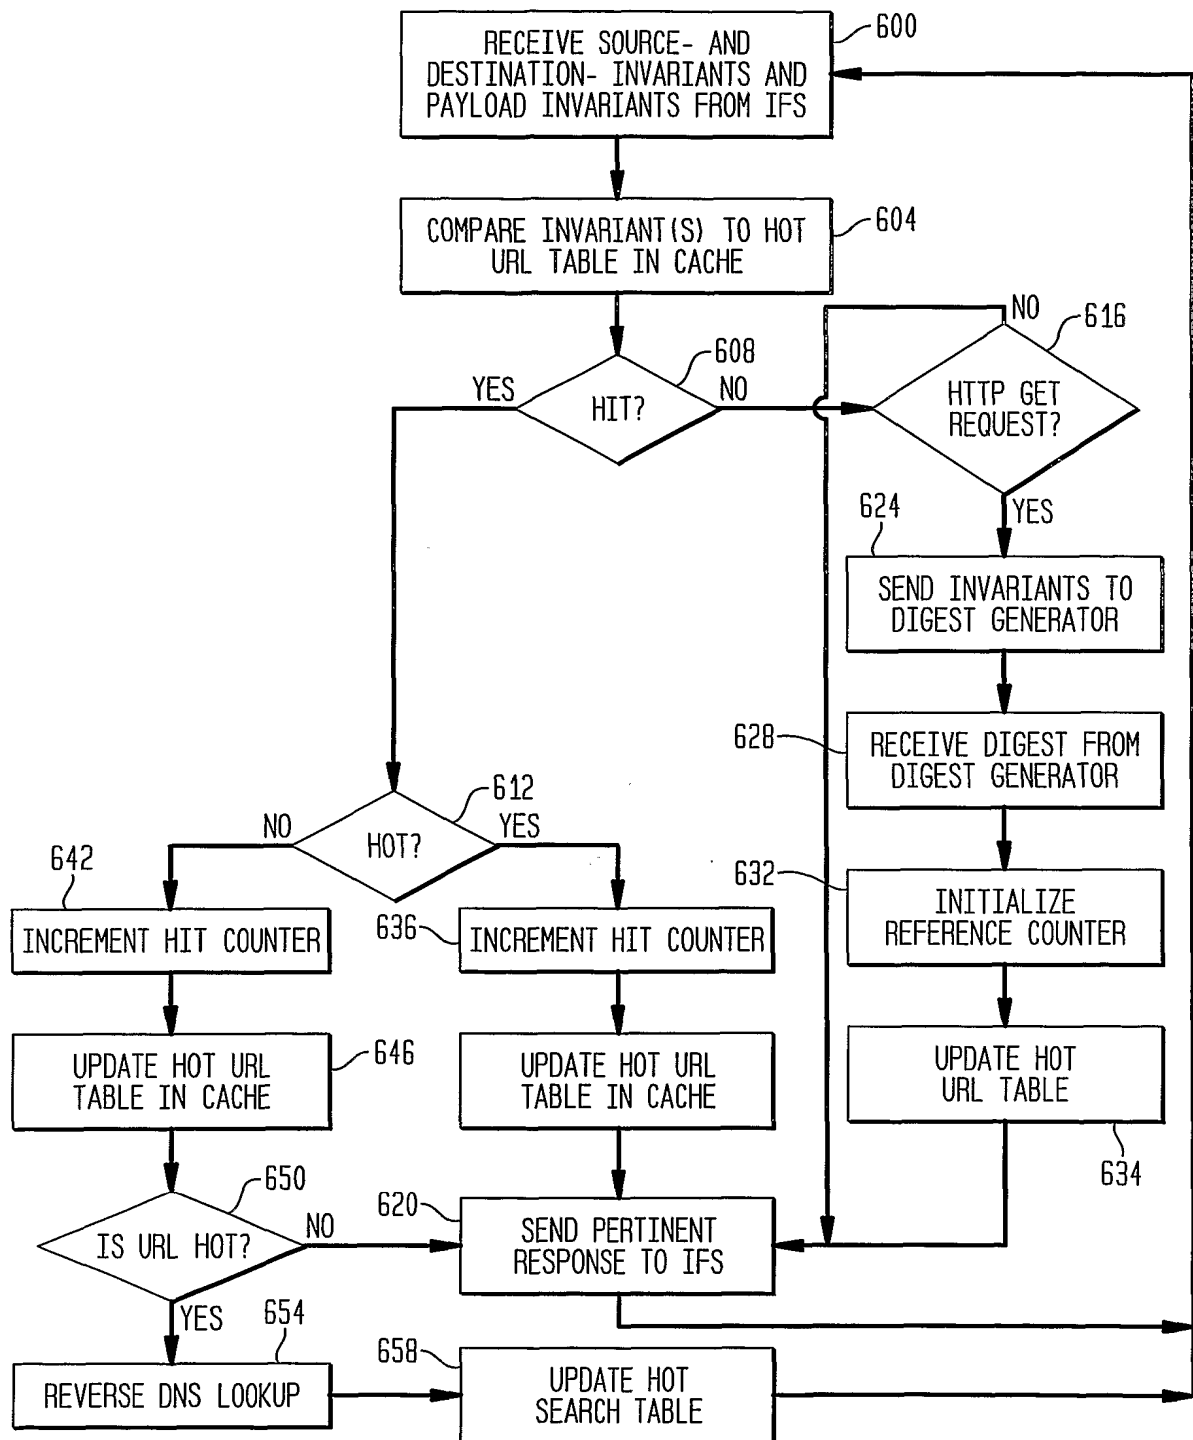 RECEIVE SOURCE- AND
DESTINATION- INVARIANTS AND
PAYLOAD INVARIANTS FROM IFS
600
COMPARE INVARIANT(S) TO HOT
URL TABLE IN CACHE
604
HIT?
608
YES
NO
HTTP GET
REQUEST?
616
NO
YES
624
SEND INVARIANTS TO
DIGEST GENERATOR
628
RECEIVE DIGEST FROM
DIGEST GENERATOR
632
INITIALIZE
REFERENCE COUNTER
UPDATE HOT
URL TABLE
634
HOT?
612
NO
YES
642
INCREMENT HIT COUNTER
636
INCREMENT HIT COUNTER
UPDATE HOT URL
TABLE IN CACHE
646
UPDATE HOT URL
TABLE IN CACHE
IS URL HOT?
650
NO
YES
620
SEND PERTINENT
RESPONSE TO IFS
654
REVERSE DNS LOOKUP
658
UPDATE HOT
SEARCH TABLE